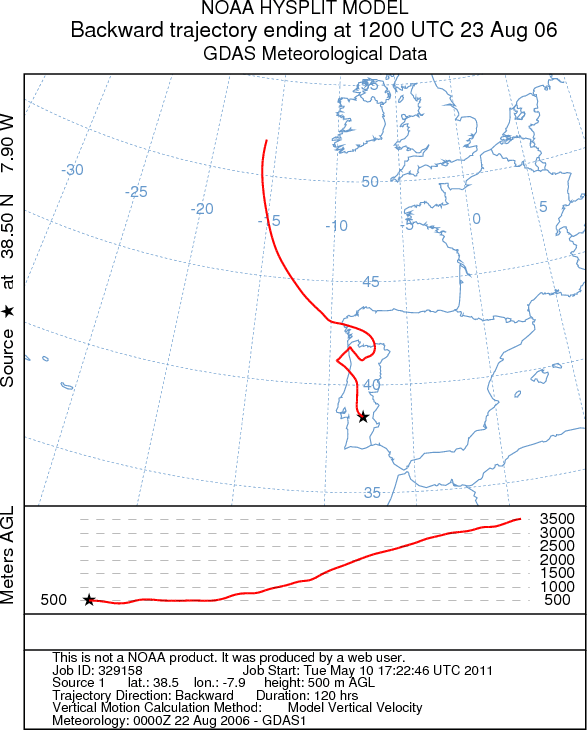 NOAA HYSPLIT MODEL
Backward trajectory ending at 1200 UTC 23 Aug 06
GDAS Meteorological Data
Source ★ at 38.50 N 7.90 W
55
-30
-25
50
-20
-15
-10
-5
0
5
45
40
35
Meters AGL
3500
3000
2500
2000
1500
1000
500
500
This is not a NOAA product. It was produced by a web user.
Job ID: 329158 Job Start: Tue May 10 17:22:46 UTC 2011
Source 1 lat.: 38.5 lon.: -7.9 height: 500 m AGL
Trajectory Direction: Backward Duration: 120 hrs
Vertical Motion Calculation Method: Model Vertical Velocity
Meteorology: 0000Z 22 Aug 2006 - GDAS1